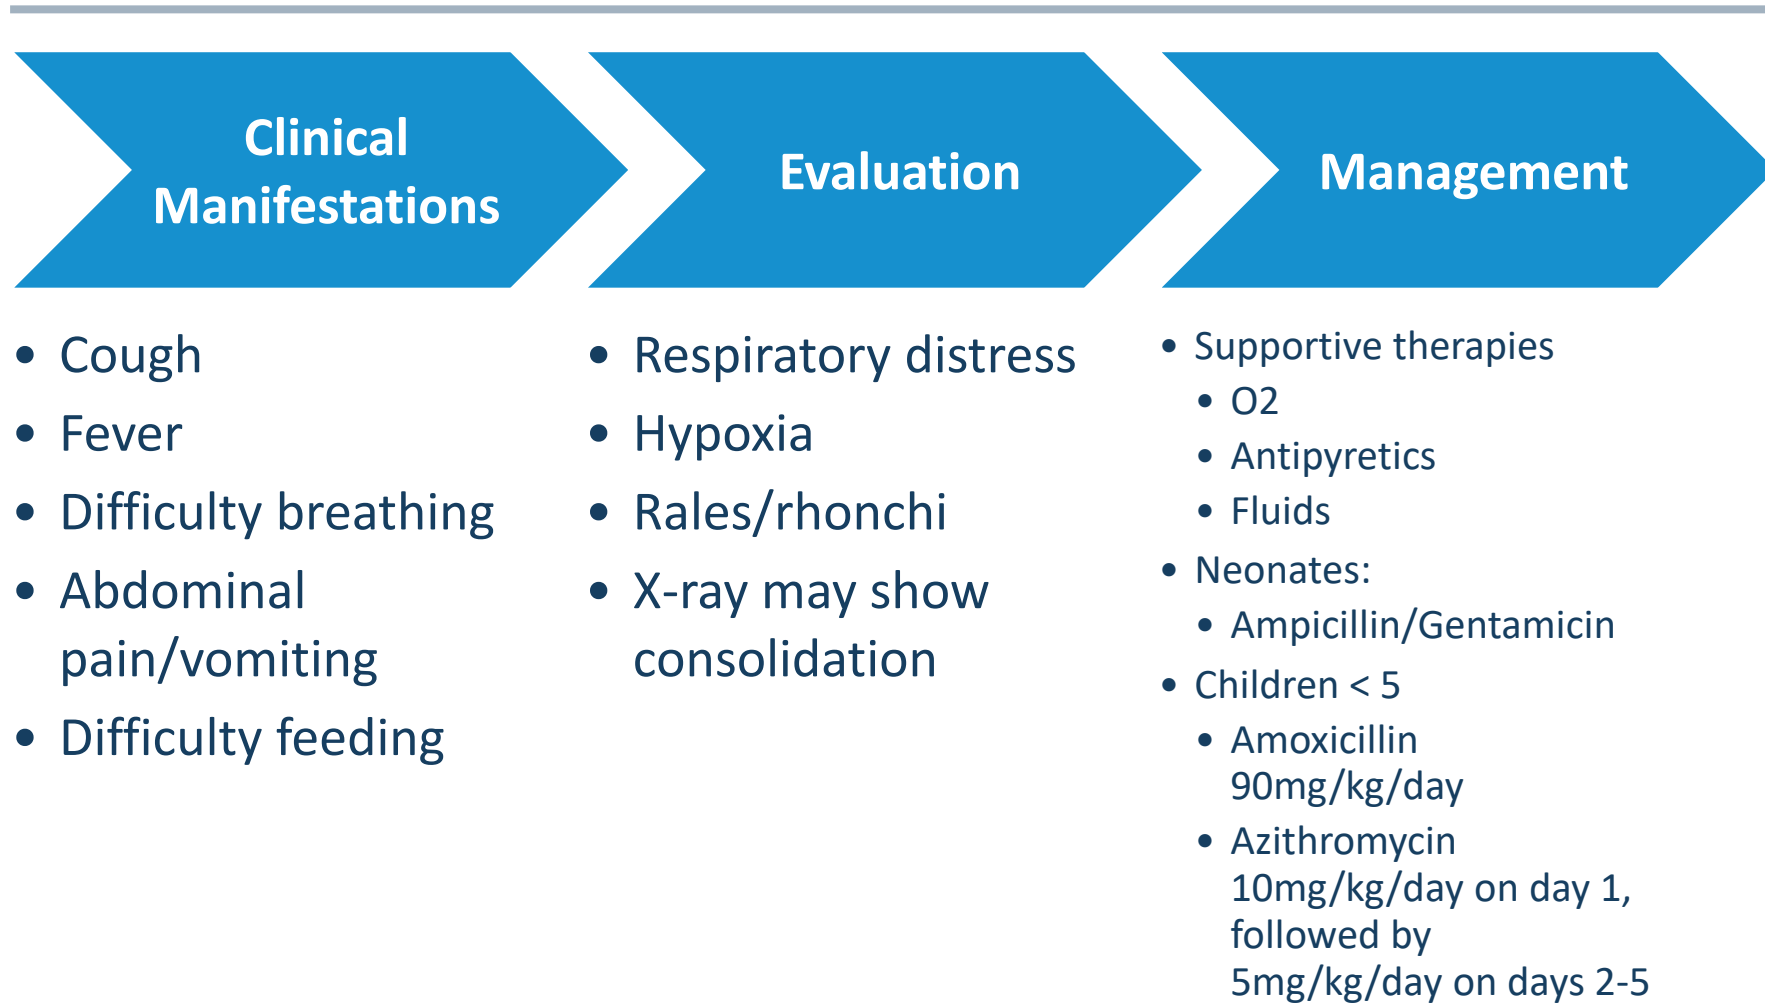 Clinical
Manifestations
• Cough
• Fever
• Difficulty breathing
• Abdominal
pain/vomiting
• Difficulty feeding
Evaluation
• Respiratory distress
• Hypoxia
• Rales/rhonchi
• X-ray may show
consolidation
Management
• Supportive therapies
• O2
• Antipyretics
• Fluids
• Neonates:
• Ampicillin/Gentamicin
• Children < 5
• Amoxicillin
90mg/kg/day
• Azithromycin
10mg/kg/day on day 1,
followed by
5mg/kg/day on days 2-5